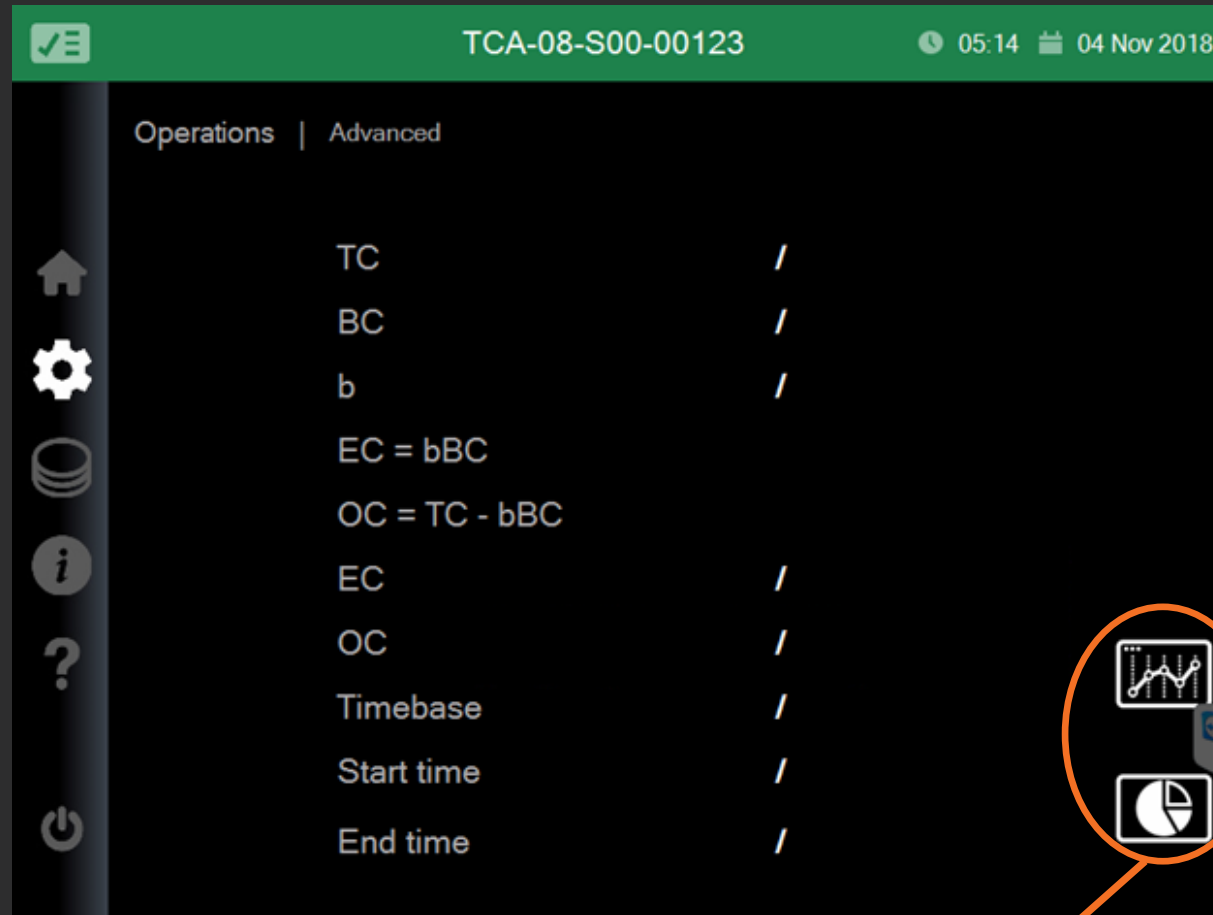 TCA-08-S00-00123 05:14 04 Nov 2018
Operations | Advanced
TC /
BC /
b /
EC = bBC
OC = TC - bBC
EC /
OC /
Timebase /
Start time /
End time /